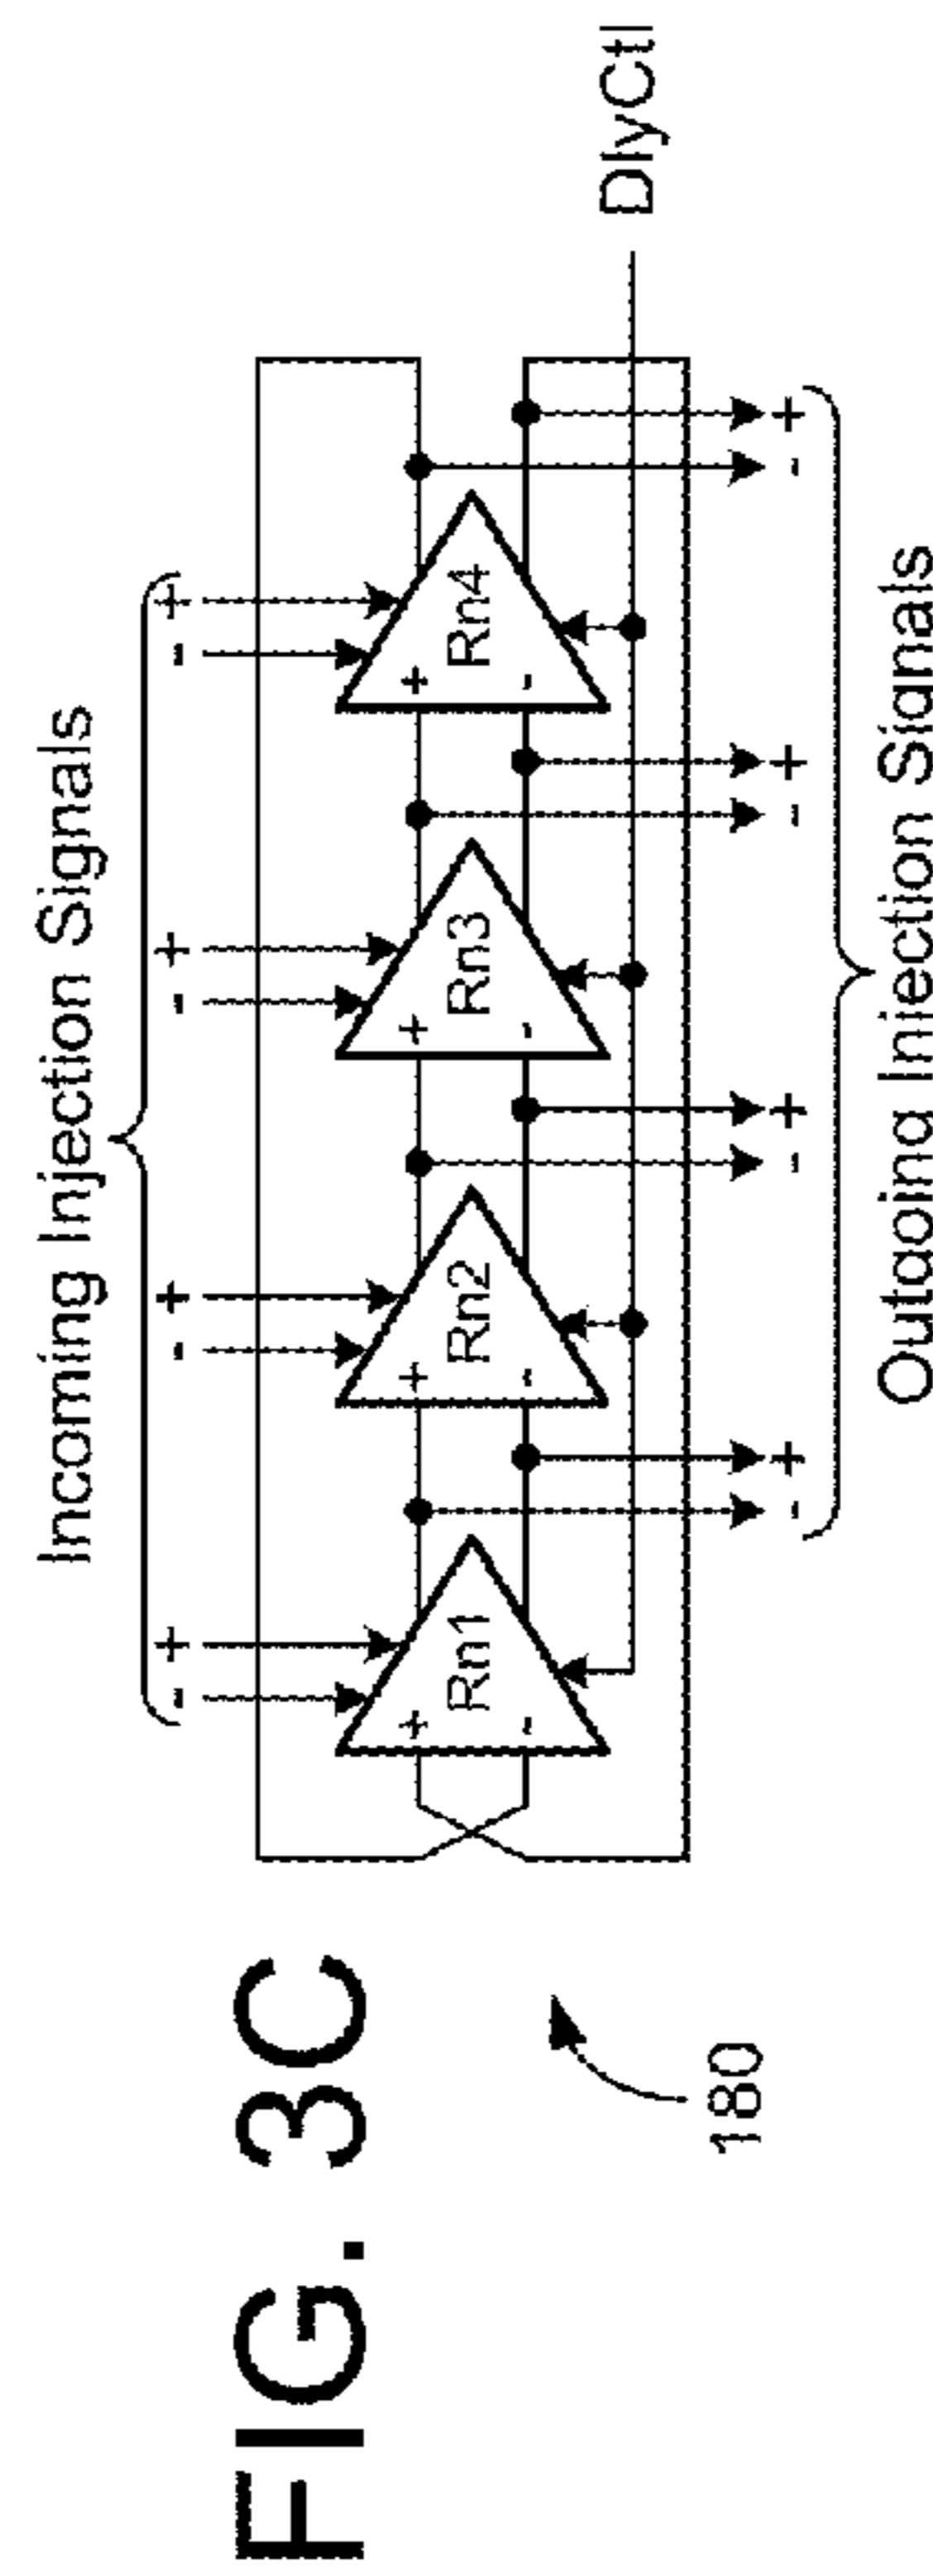 FIG. 3C
180
Incoming Injection Signals
- + - + - + - +
+ + + +
Rn1 Rn2 Rn3 Rn4
- - - -
DlyCtl
- + - + - + - +
Outgoing Injection Signals